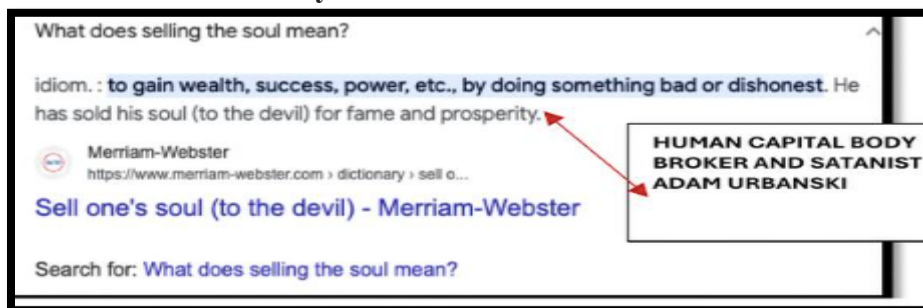 What does selling the soul mean?
idiom. : to gain wealth, success, power, etc., by doing something bad or dishonest. He
has sold his soul (to the devil) for fame and prosperity.
HUMAN CAPITAL BODY
BROKER AND SATANIST
ADAM URBANSKI
Merriam-Webster
https://www.merriam-webster.com › dictionary › sell o...
Sell one's soul (to the devil) - Merriam-Webster
Search for: What does selling the soul mean?